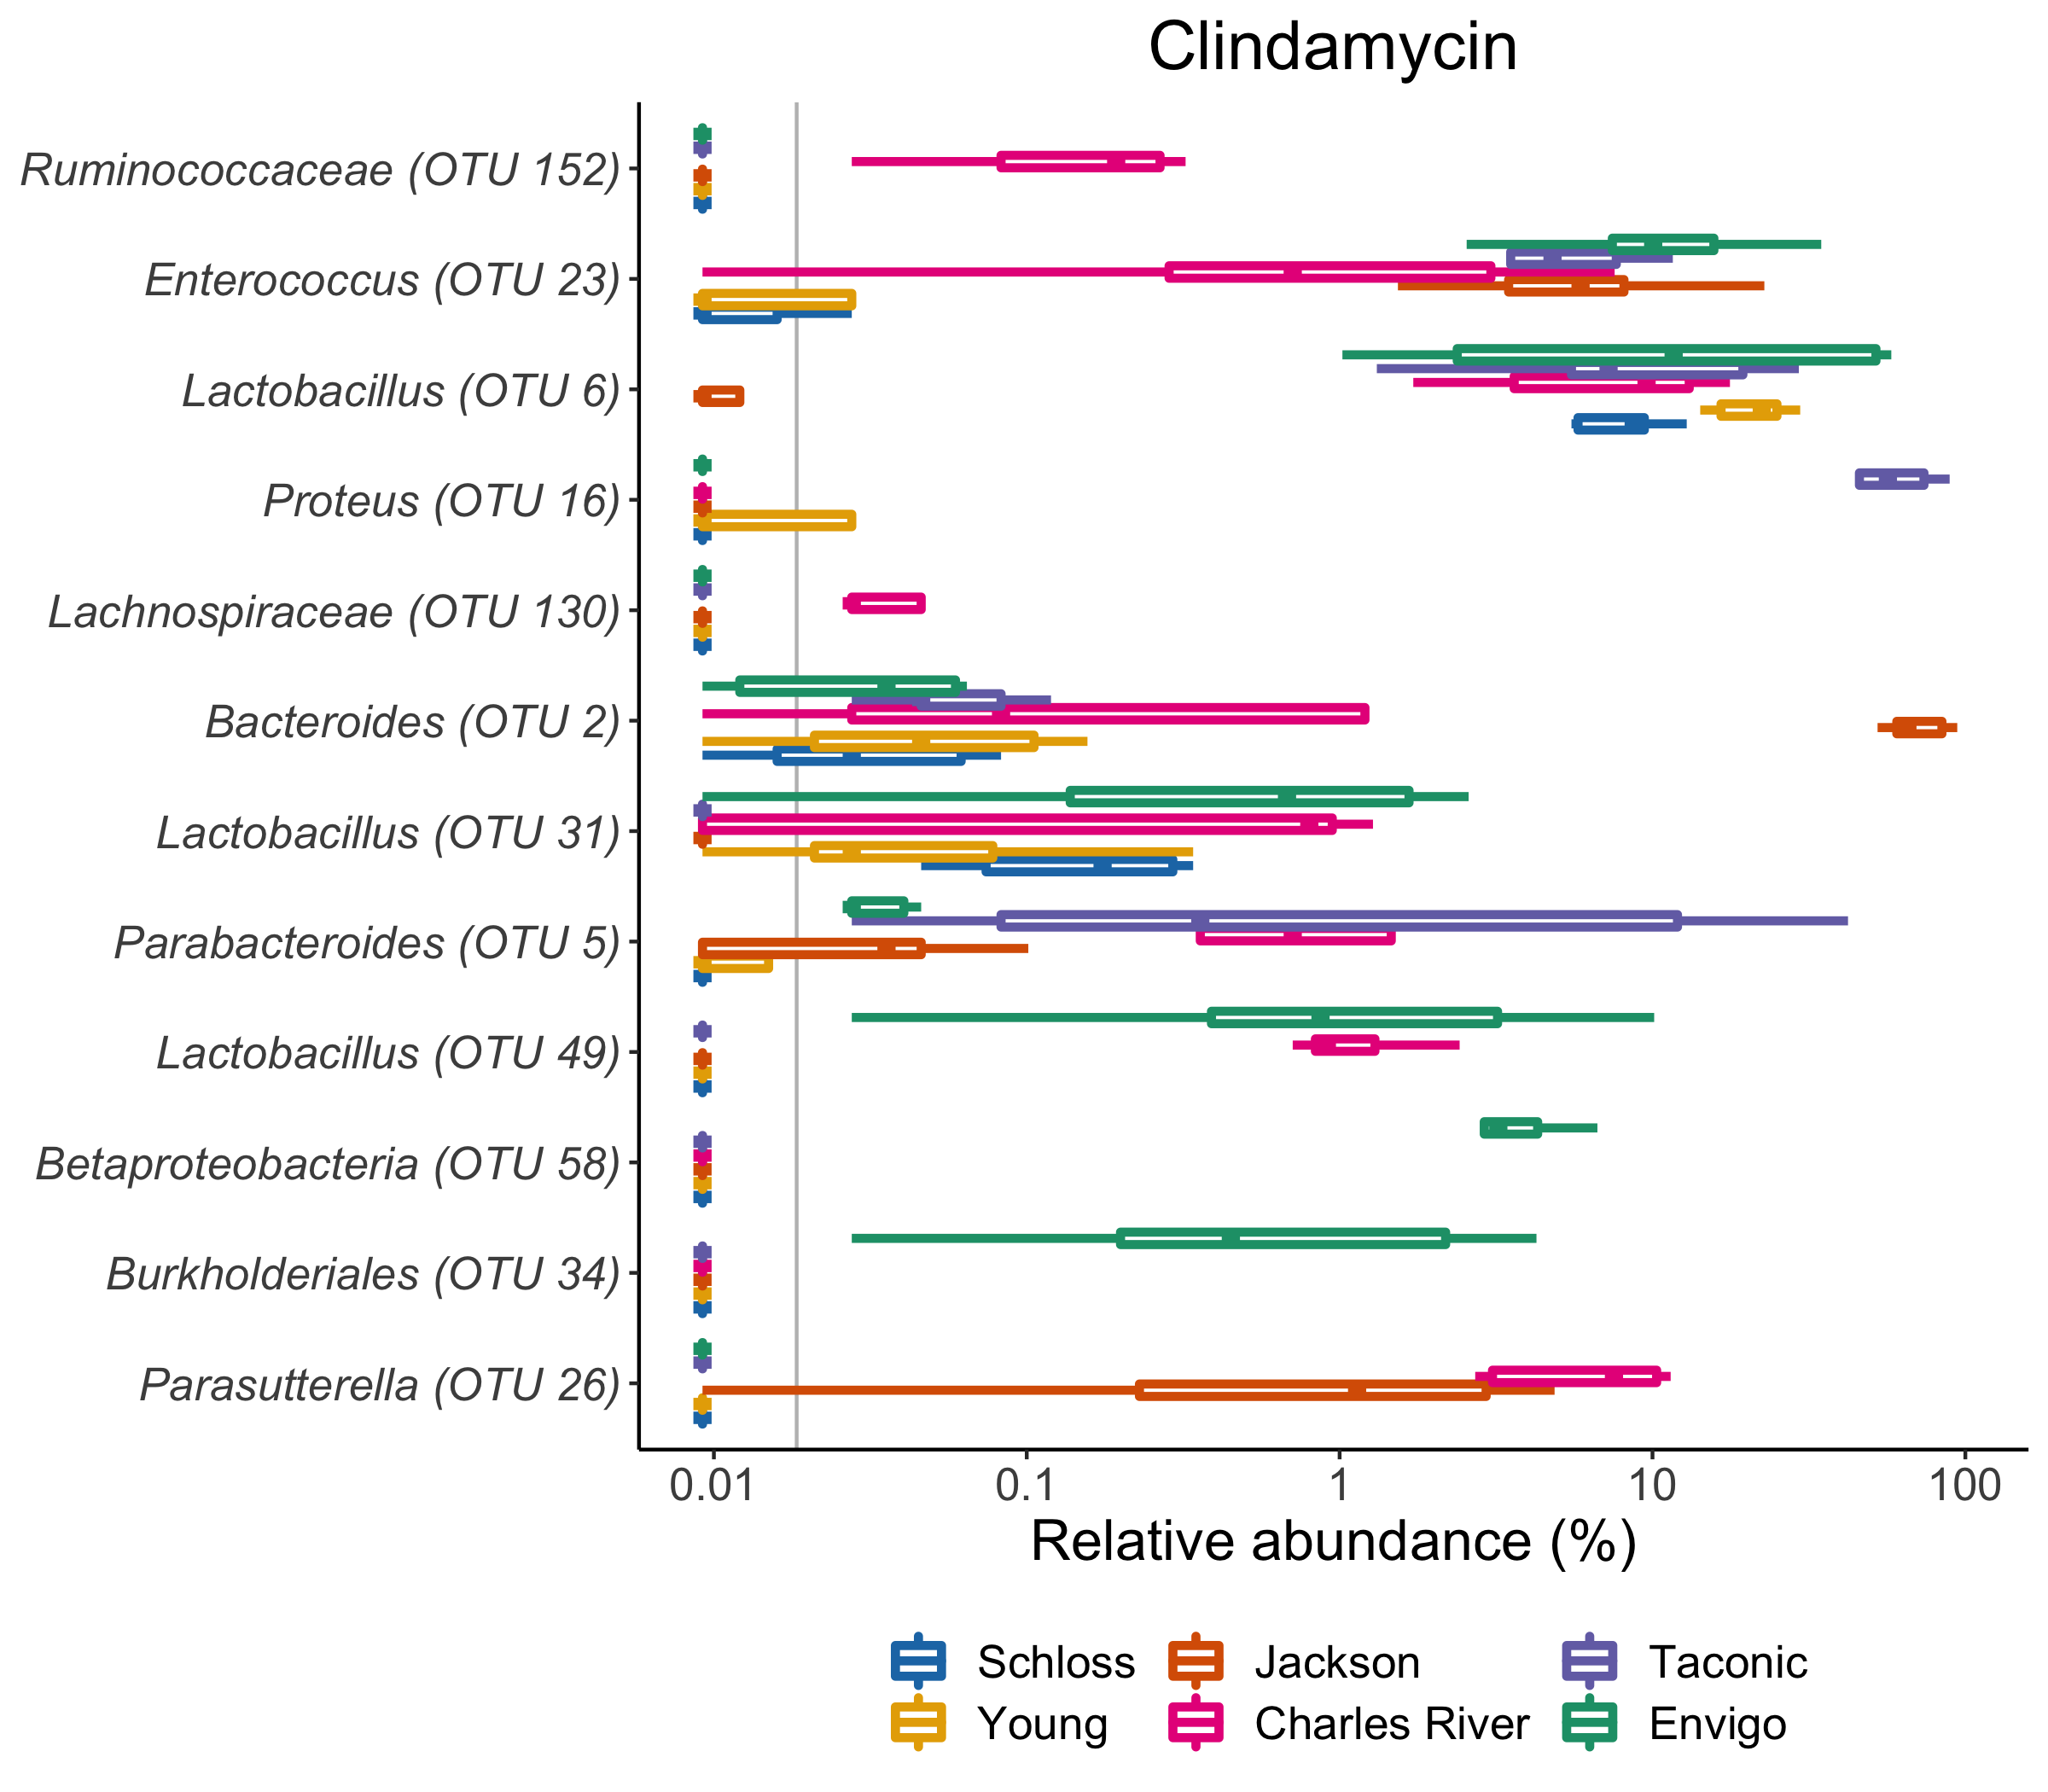 Clindamycin
Ruminococcaceae (OTU 152)
Enterococcus (OTU 23)
Lactobacillus (OTU 6)
Proteus (OTU 16)
Lachnospiraceae (OTU 130)
Bacteroides (OTU 2)
Lactobacillus (OTU 31)
Parabacteroides (OTU 5)
Lactobacillus (OTU 49)
Betaproteobacteria (OTU 58)
Burkholderiales (OTU 34)
Parasutterella (OTU 26)
0.01 0.1 1 10 100
Relative abundance (%)
Schloss Jackson Taconic
Young Charles River Envigo